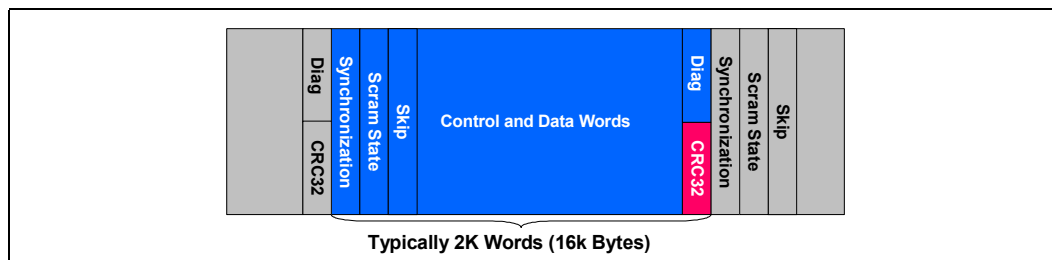 Diag
CRC32
Synchronization
Scram State
Skip
Control and Data Words
Diag
CRC32
Synchronization
Scram State
Skip
Typically 2K Words (16k Bytes)